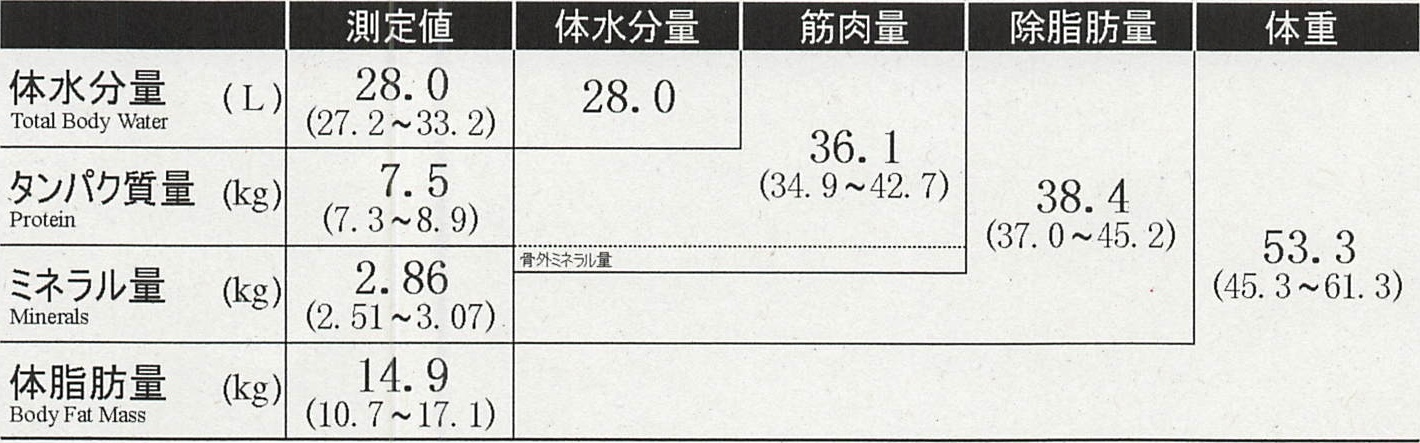 測定値 体水分量 筋肉量 除脂肪量 体重
体水分量 (L) 28.0 28.0
Total Body Water (27.2~33.2)
36.1
(34.9~42.7)
タンパク質量 (kg) 7.5
Protein (7.3~8.9)
38.4
(37.0~45.2)
53.3
(45.3~61.3)
骨外ミネラル量
ミネラル量 (kg) 2.86
Minerals (2.51~3.07)
体脂肪量 (kg) 14.9
Body Fat Mass (10.7~17.1)